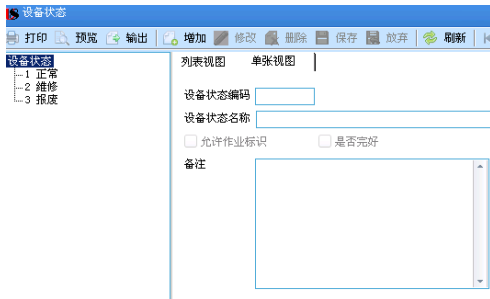 设备状态
打印 预览 输出 增加 修改 删除 保存 放弃 刷新
设备状态
1 正常
2 维修
3 报废
列表视图 单张视图
设备状态编码
设备状态名称
允许作业标识 是否完好
备注